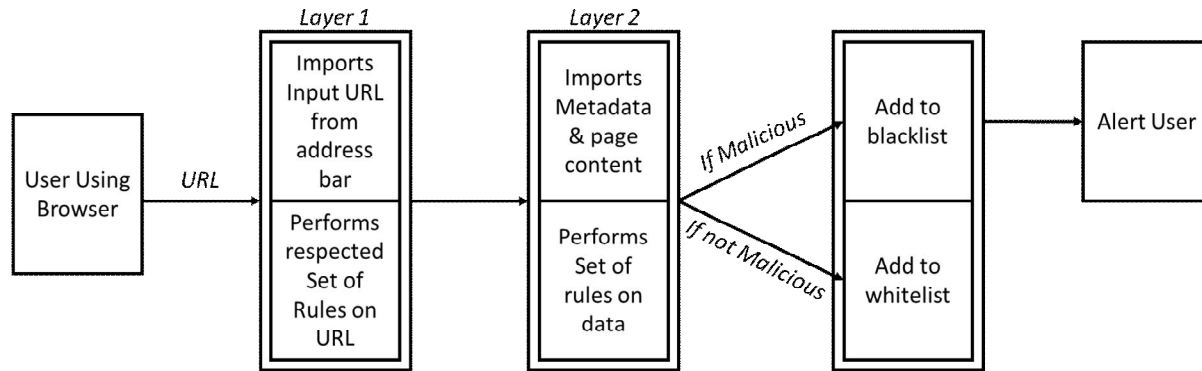 Layer 1
Layer 2
User Using
Browser
URL
Imports
Input URL
from
address
bar
Performs
respected
Set of
Rules on
URL
Imports
Metadata
& page
content
Performs
Set of
rules on
data
If Malicious
If not Malicious
Add to
blacklist
Add to
whitelist
Alert User